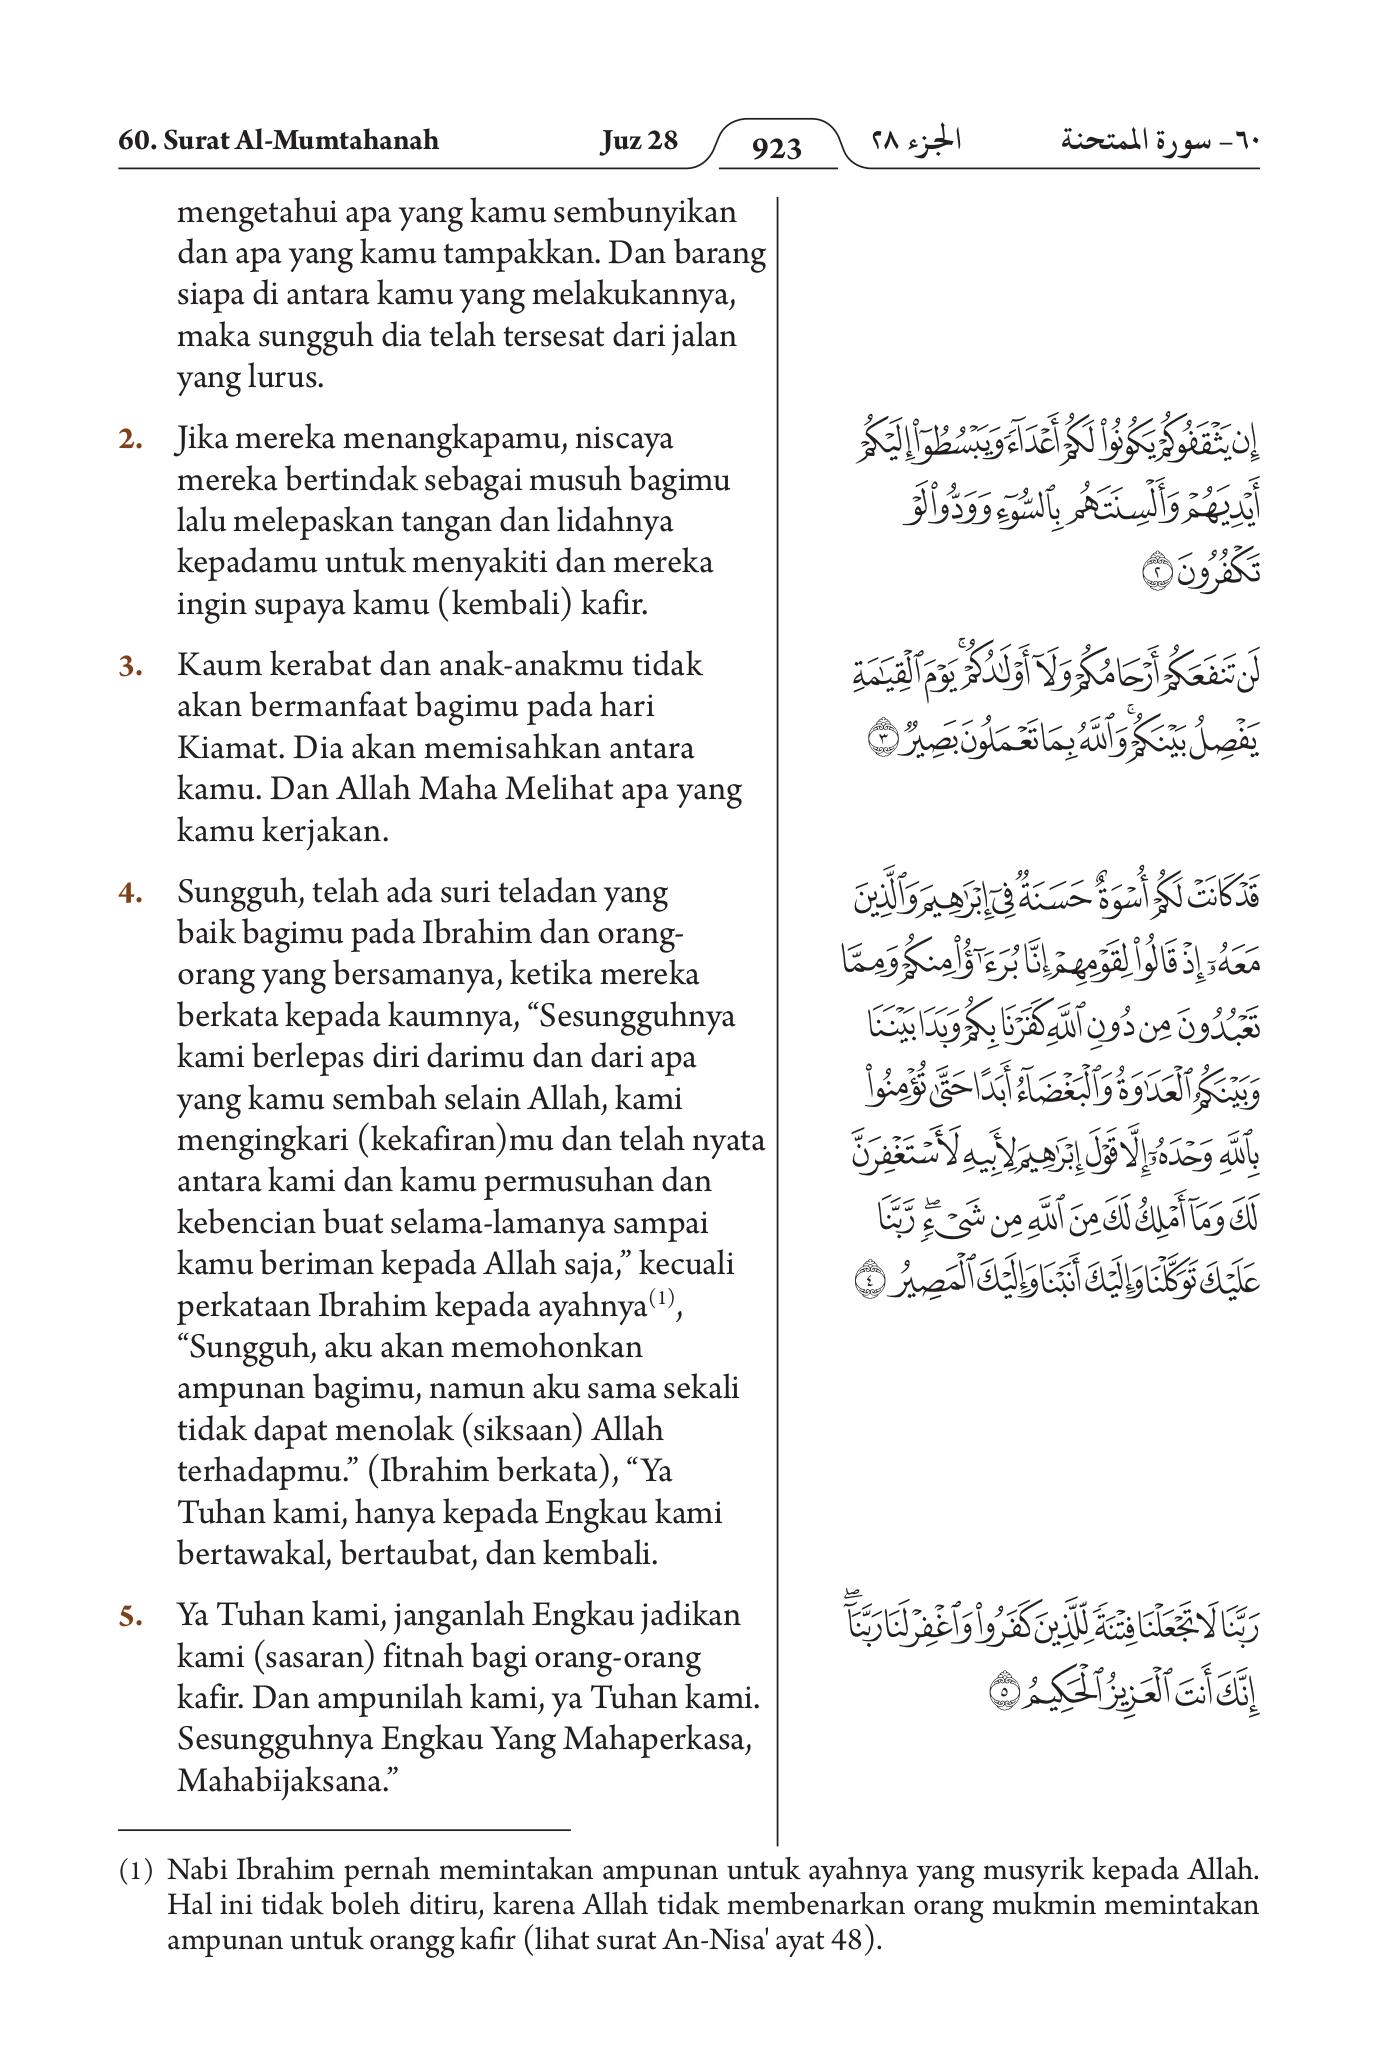 60. Surat Al-Mumtahanah
Juz 28
923
الجزء ٢٨
٦٠- سورة الممتحنة
mengetahui apa yang kamu sembunyikan
dan apa yang kamu tampakkan. Dan barang
siapa di antara kamu yang melakukannya,
maka sungguh dia telah tersesat dari jalan
yang lurus.
2. Jika mereka menangkapamu, niscaya
mereka bertindak sebagai musuh bagimu
lalu melepaskan tangan dan lidahnya
kepadamu untuk menyakiti dan mereka
ingin supaya kamu (kembali) kafir.
إِن يَثْقَفُوكُمْ يَكُونُوا۟ لَكُمْ أَعْدَآءً وَيَبْسُطُوٓا۟ إِلَيْكُمْ
أَيْدِيَهُمْ وَأَلْسِنَتَهُم بِٱلسُّوٓءِ وَوَدُّوا۟ لَوْ
تَكْفُرُونَ ٢
3. Kaum kerabat dan anak-anakmu tidak
akan bermanfaat bagimu pada hari
Kiamat. Dia akan memisahkan antara
kamu. Dan Allah Maha Melihat apa yang
kamu kerjakan.
لَن تَنفَعَكُمْ أَرْحَامُكُمْ وَلَآ أَوْلَٰدُكُمْ ۚ يَوْمَ ٱلْقِيَٰمَةِ
يَفْصِلُ بَيْنَكُمْ ۚ وَٱللَّهُ بِمَا تَعْمَلُونَ بَصِيرٌ ٣
4. Sungguh, telah ada suri teladan yang
baik bagimu pada Ibrahim dan orang-
orang yang bersamanya, ketika mereka
berkata kepada kaumnya, “Sesungguhnya
kami berlepas diri darimu dan dari apa
yang kamu sembah selain Allah, kami
mengingkari (kekafiran)mu dan telah nyata
antara kami dan kamu permusuhan dan
kebencian buat selama-lamanya sampai
kamu beriman kepada Allah saja,” kecuali
perkataan Ibrahim kepada ayahnya(1),
“Sungguh, aku akan memohonkan
ampunan bagimu, namun aku sama sekali
tidak dapat menolak (siksaan) Allah
terhadapmu.” (Ibrahim berkata), “Ya
Tuhan kami, hanya kepada Engkau kami
bertawakal, bertaubat, dan kembali.
قَدْ كَانَتْ لَكُمْ أُسْوَةٌ حَسَنَةٌ فِىٓ إِبْرَٰهِيمَ وَٱلَّذِينَ
مَعَهُۥٓ إِذْ قَالُوا۟ لِقَوْمِهِمْ إِنَّا بُرَءَٰٓؤُا۟ مِنكُمْ وَمِمَّا
تَعْبُدُونَ مِن دُونِ ٱللَّهِ كَفَرْنَا بِكُمْ وَبَدَا بَيْنَنَا
وَبَيْنَكُمُ ٱلْعَدَٰوَةُ وَٱلْبَغْضَآءُ أَبَدًا حَتَّىٰ تُؤْمِنُوا۟
بِٱللَّهِ وَحْدَهُۥٓ إِلَّا قَوْلَ إِبْرَٰهِيمَ لِأَبِيهِ لَأَسْتَغْفِرَنَّ
لَكَ وَمَآ أَمْلِكُ لَكَ مِنَ ٱللَّهِ مِن شَىْءٍ ۖ رَّبَّنَا
عَلَيْكَ تَوَكَّلْنَا وَإِلَيْكَ أَنَبْنَا وَإِلَيْكَ ٱلْمَصِيرُ ٤
5. Ya Tuhan kami, janganlah Engkau jadikan
kami (sasaran) fitnah bagi orang-orang
kafir. Dan ampunilah kami, ya Tuhan kami.
Sesungguhnya Engkau Yang Mahaperkasa,
Mahabijaksana.”
رَبَّنَا لَا تَجْعَلْنَا فِتْنَةً لِّلَّذِينَ كَفَرُوا۟ وَٱغْفِرْ لَنَا رَبَّنَآ ۖ
إِنَّكَ أَنتَ ٱلْعَزِيزُ ٱلْحَكِيمُ ٥
(1) Nabi Ibrahim pernah memintakan ampunan untuk ayahnya yang musyrik kepada Allah.
Hal ini tidak boleh ditiru, karena Allah tidak membenarkan orang mukmin memintakan
ampunan untuk orangg kafir (lihat surat An-Nisa' ayat 48).